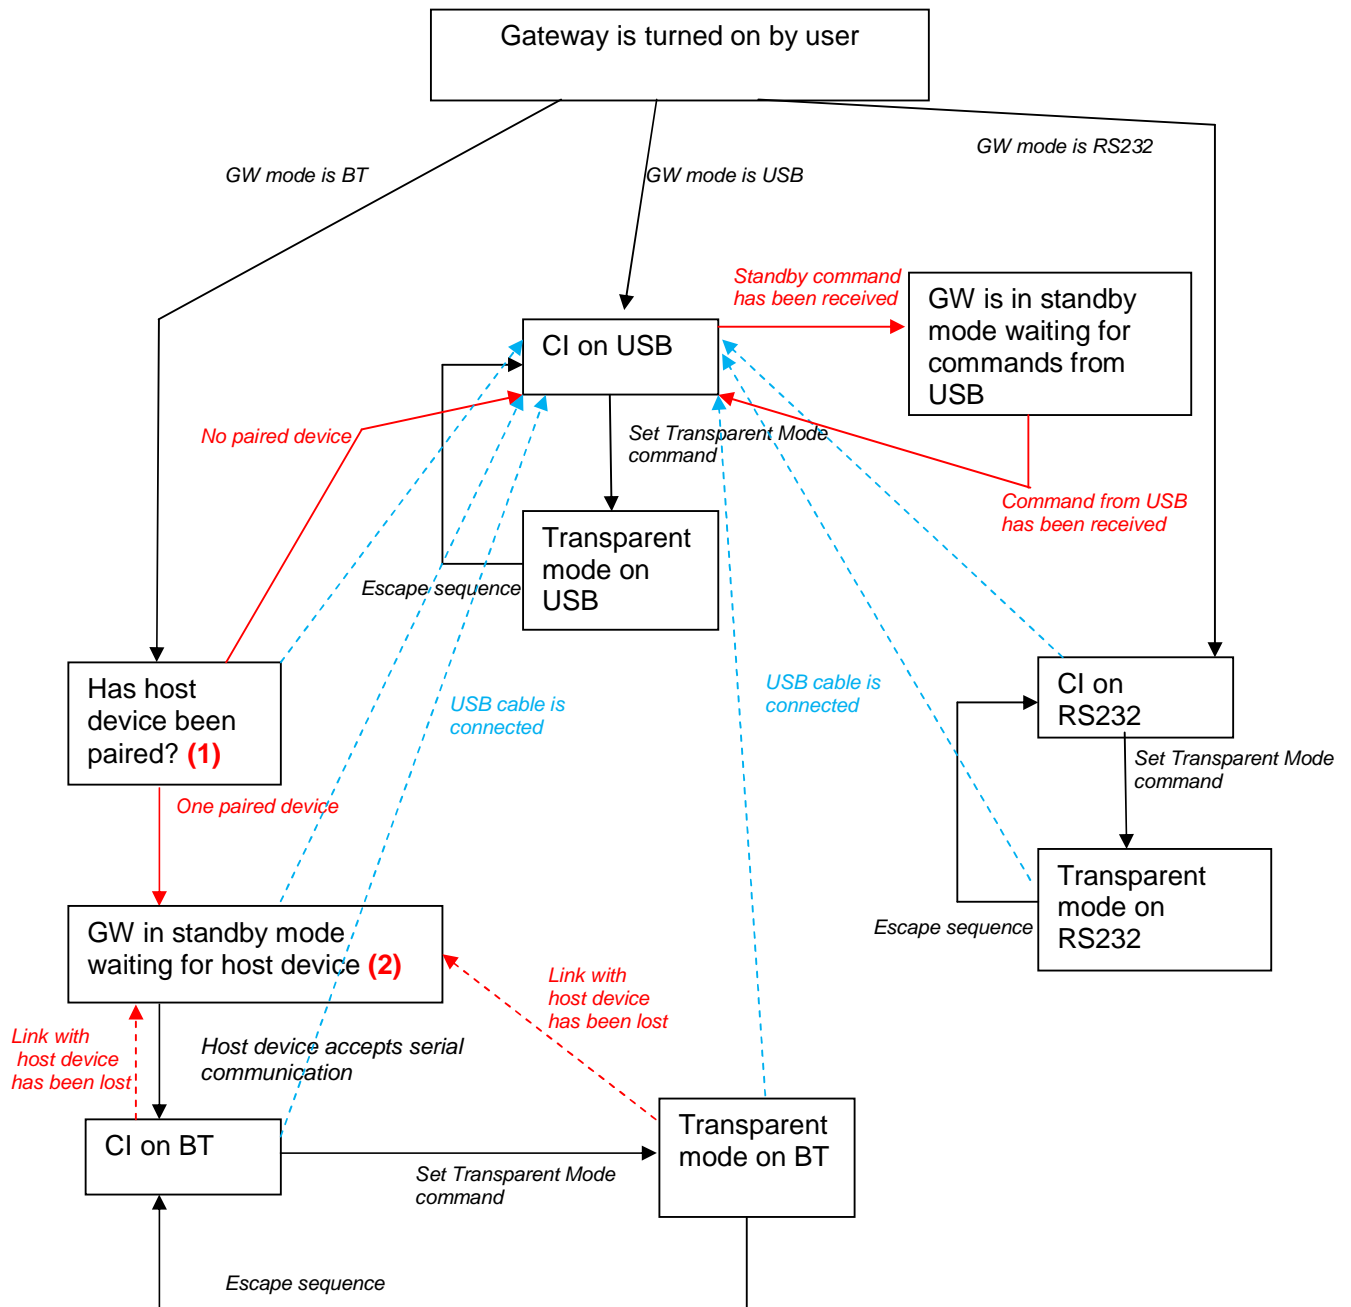 Gateway is turned on by user
GW mode is RS232
GW mode is BT
GW mode is USB
Standby command
has been received
GW is in standby
mode waiting for
commands from
USB
CI on USB
No paired device
Set Transparent Mode
command
Command from USB
has been received
Transparent
mode on
USB
Escape sequence
Has host
device been
paired? (1)
USB cable is
connected
USB cable is
connected
CI on
RS232
Set Transparent Mode
command
One paired device
Transparent
mode on
RS232
Escape sequence
GW in standby mode
waiting for host device (2)
Link with
host device
has been lost
Link with
host device
has been lost
Host device accepts serial
communication
CI on BT
Transparent
mode on BT
Set Transparent Mode
command
Escape sequence